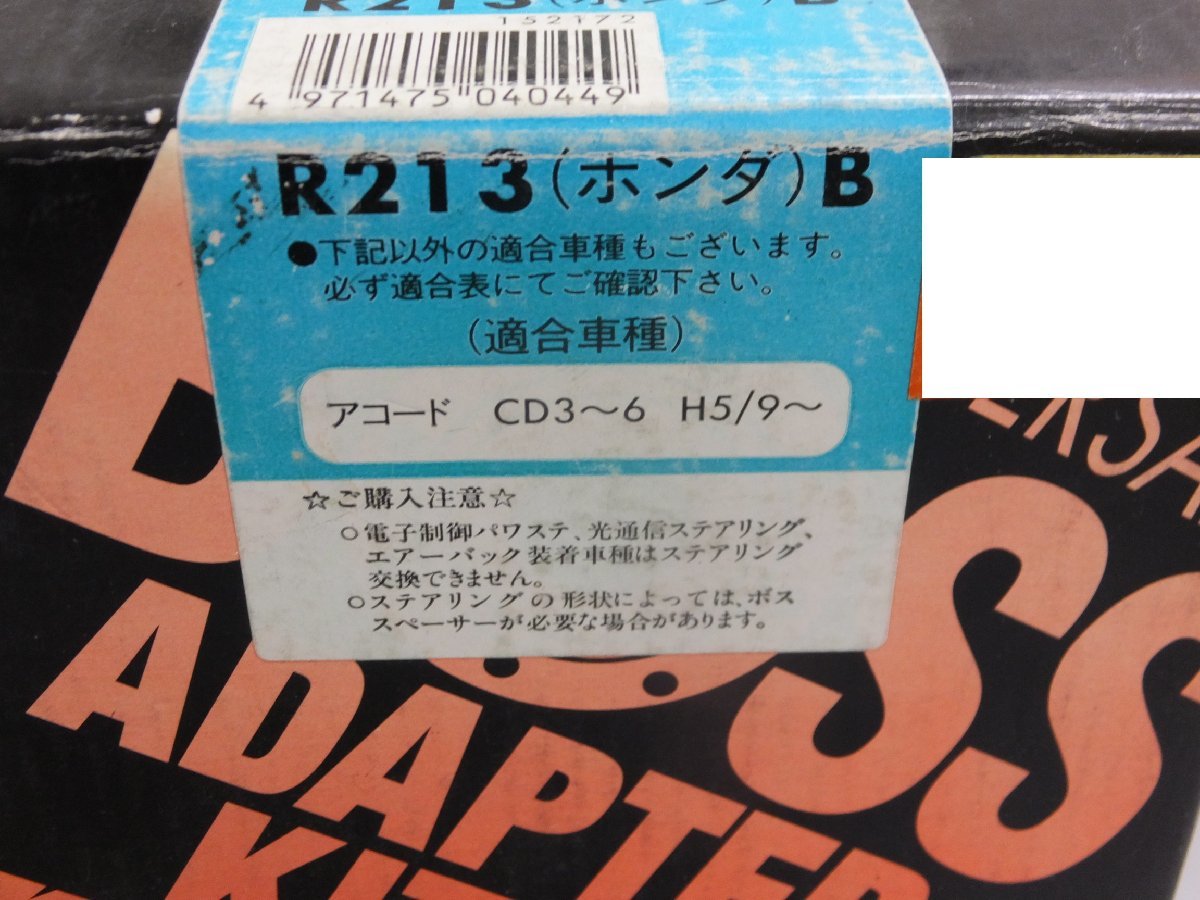 R213(ホンダ)B
152172
4 971475 040449
R213(ホンダ)B
●下記以外の適合車種もございます。
必ず適合表にてご確認下さい。
(適合車種)
アコード CD3～6 H5/9～
☆ご購入注意☆
○電子制御パワステ、光通信ステアリング、
エアーバック装着車種はステアリング
交換できません。
○ステアリングの形状によっては、ボス
スペーサーが必要な場合があります。
BOSS
ADAPTER
KIT